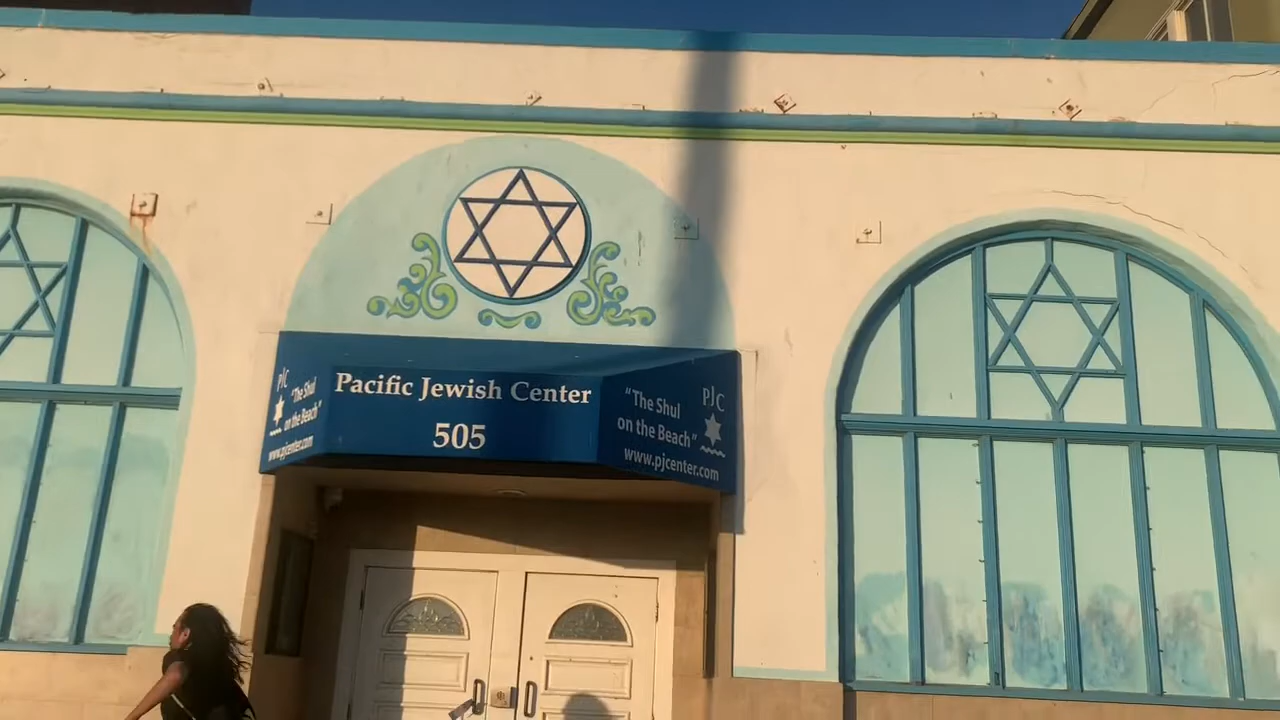 PJC
"The Shul
on the Beach"
www.pjcenter.com
Pacific Jewish Center
505
PJC
"The Shul
on the Beach"
www.pjcenter.com